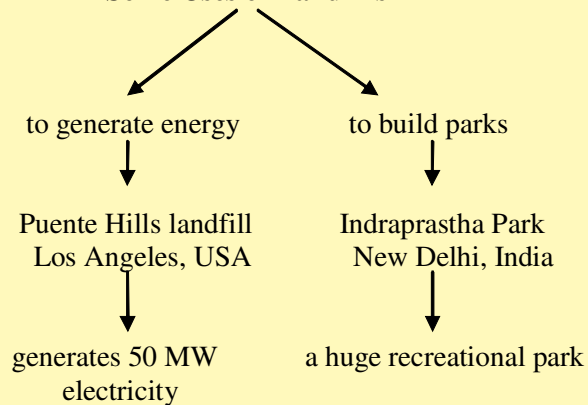 to generate energy
to build parks
Puente Hills landfill
Los Angeles, USA
Indraprastha Park
New Delhi, India
generates 50 MW
electricity
a huge recreational park